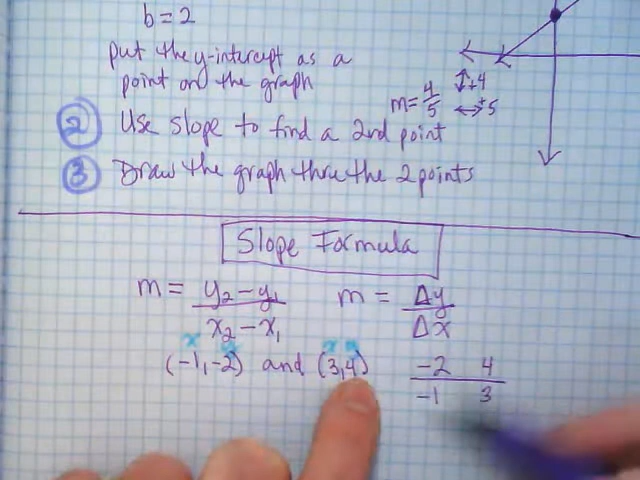 b = 2
put the y-intercept as a
point on the graph
m = 4/5 ↕+4 ↔+5
② Use slope to find a 2nd point
③ Draw the graph thru the 2 points
Slope Formula
m = y₂ - y₁ / x₂ - x₁ m = Δy / Δx
x y x y
(-1, -2) and (3, 4)
-2 4
-1 3